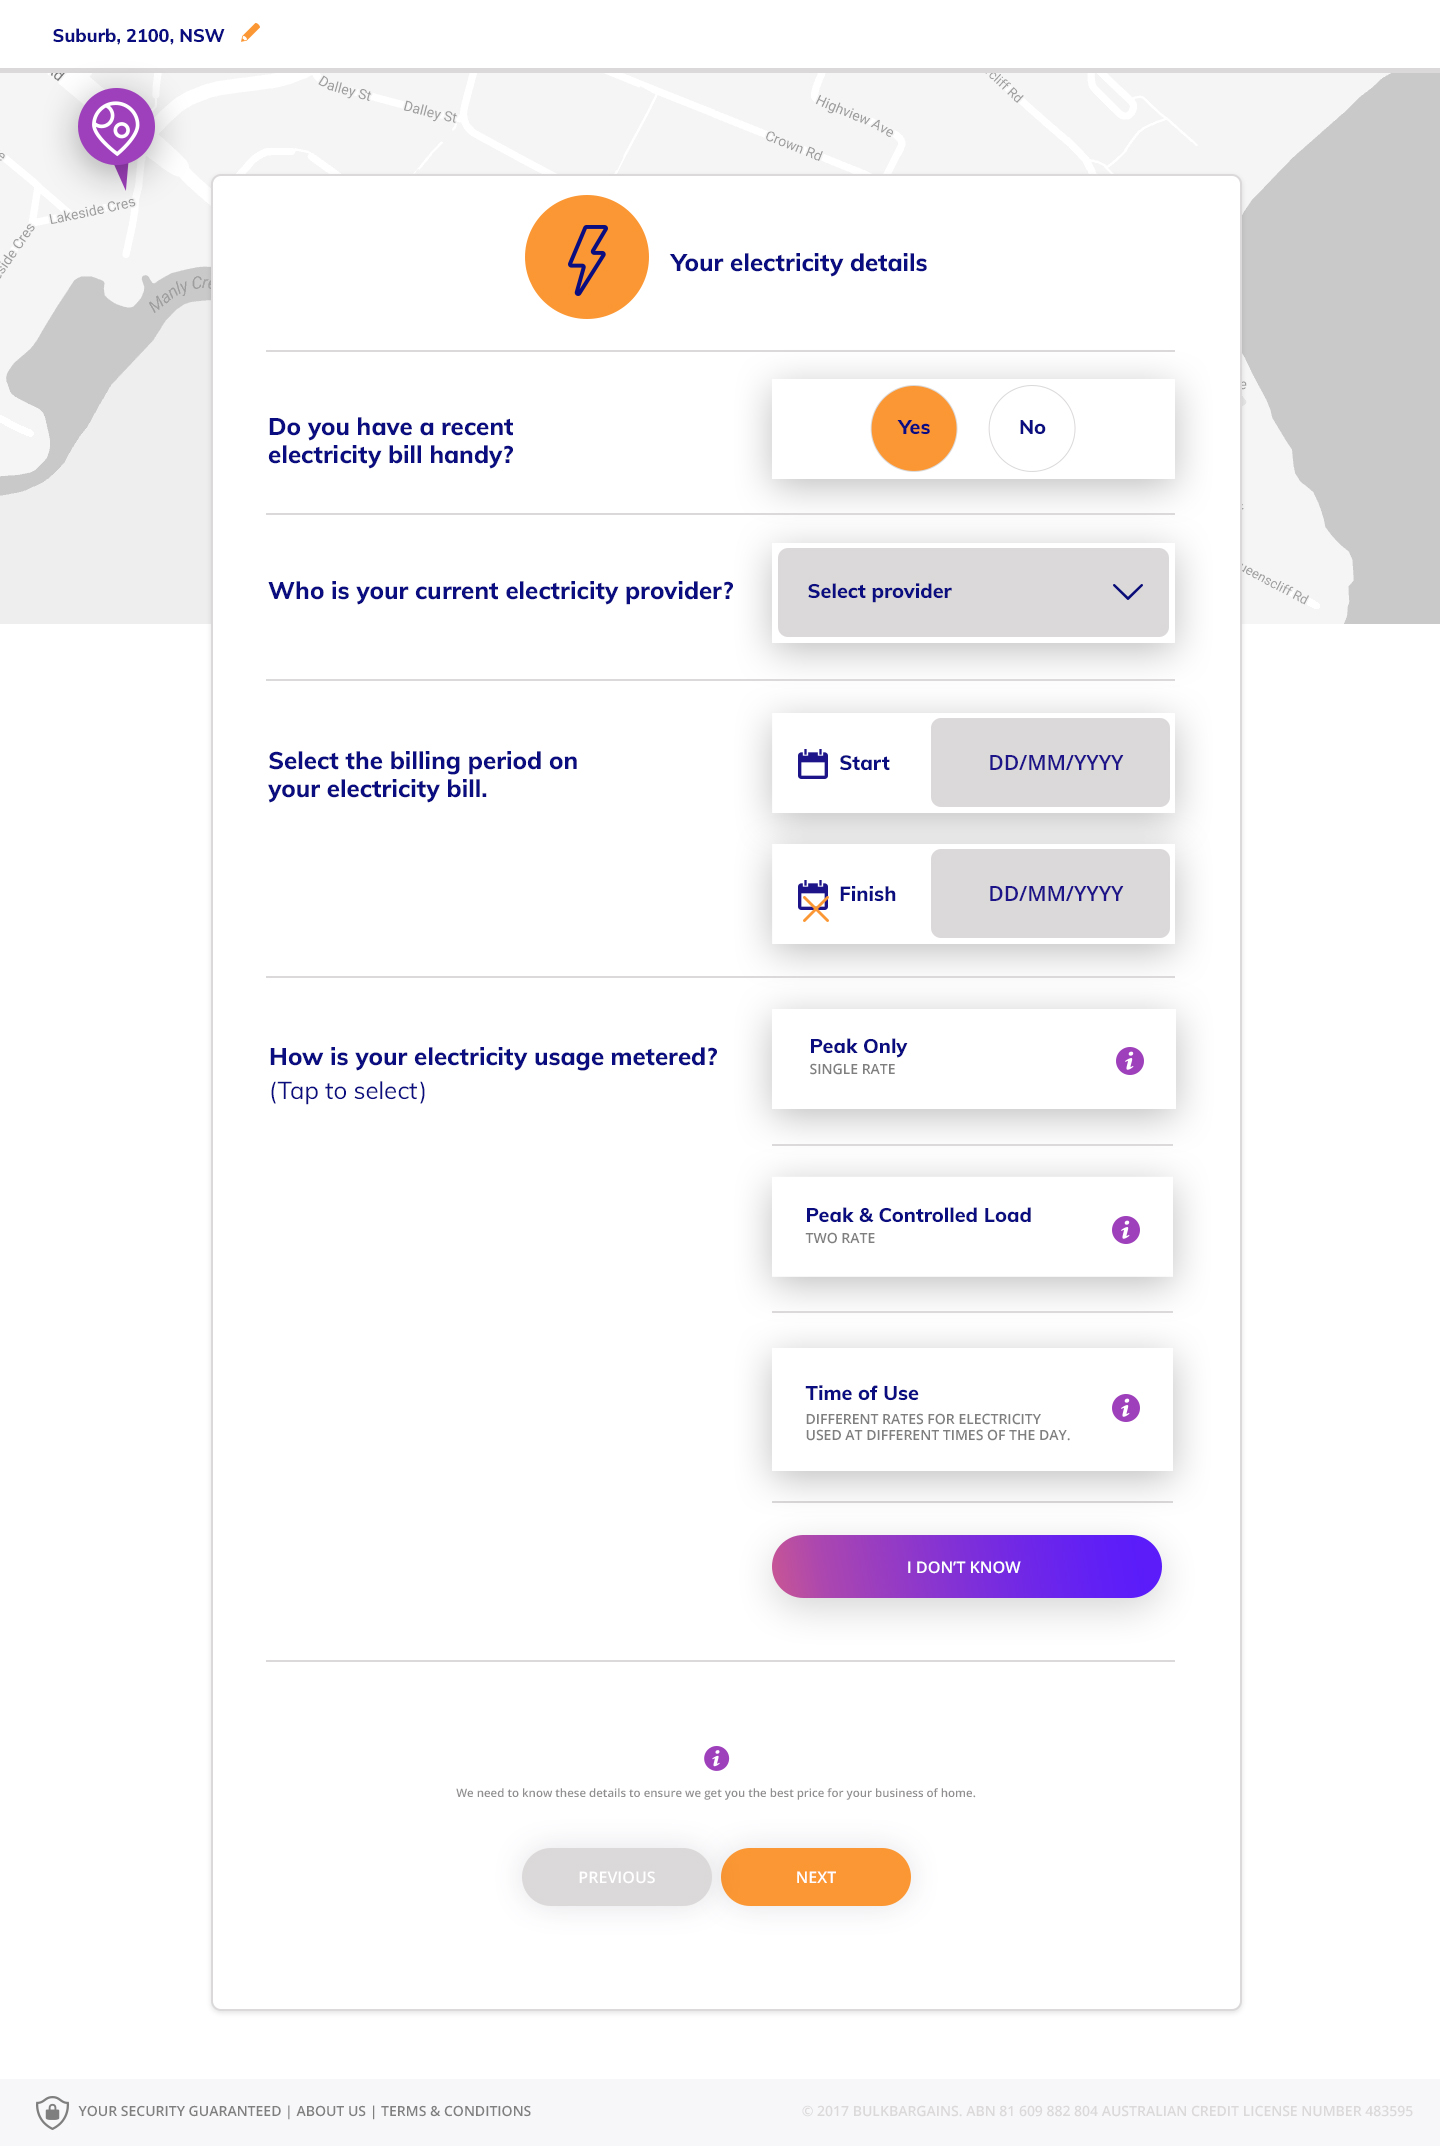 Suburb, 2100, NSW
Dalley St
Dalley St
Highview Ave
Crown Rd
cliff Rd
Lakeside Cres
side Cres
Manly Cre
ueenscliff Rd
Your electricity details
Do you have a recent
electricity bill handy?
Yes
No
Who is your current electricity provider?
Select provider
Select the billing period on
your electricity bill.
Start
DD/MM/YYYY
Finish
DD/MM/YYYY
How is your electricity usage metered?
(Tap to select)
Peak Only
SINGLE RATE
Peak & Controlled Load
TWO RATE
Time of Use
DIFFERENT RATES FOR ELECTRICITY
USED AT DIFFERENT TIMES OF THE DAY.
I DON'T KNOW
We need to know these details to ensure we get you the best price for your business of home.
PREVIOUS
NEXT
YOUR SECURITY GUARANTEED | ABOUT US | TERMS & CONDITIONS
© 2017 BULKBARGAINS. ABN 81 609 882 804 AUSTRALIAN CREDIT LICENSE NUMBER 483595